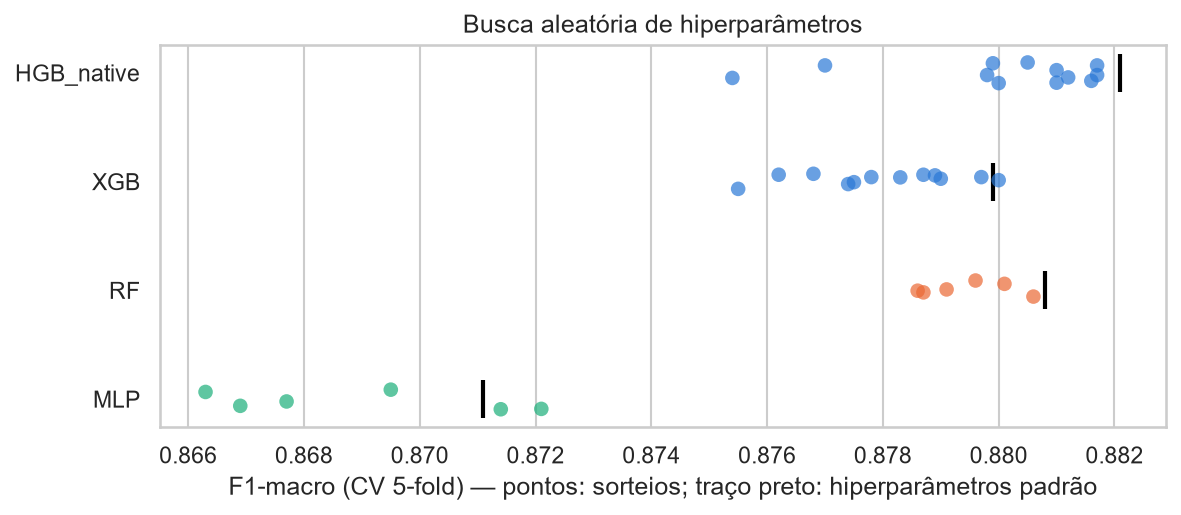 Busca aleatória de hiperparâmetros
HGB_native
XGB
RF
MLP
0.866 0.868 0.870 0.872 0.874 0.876 0.878 0.880 0.882
F1-macro (CV 5-fold) — pontos: sorteios; traço preto: hiperparâmetros padrão